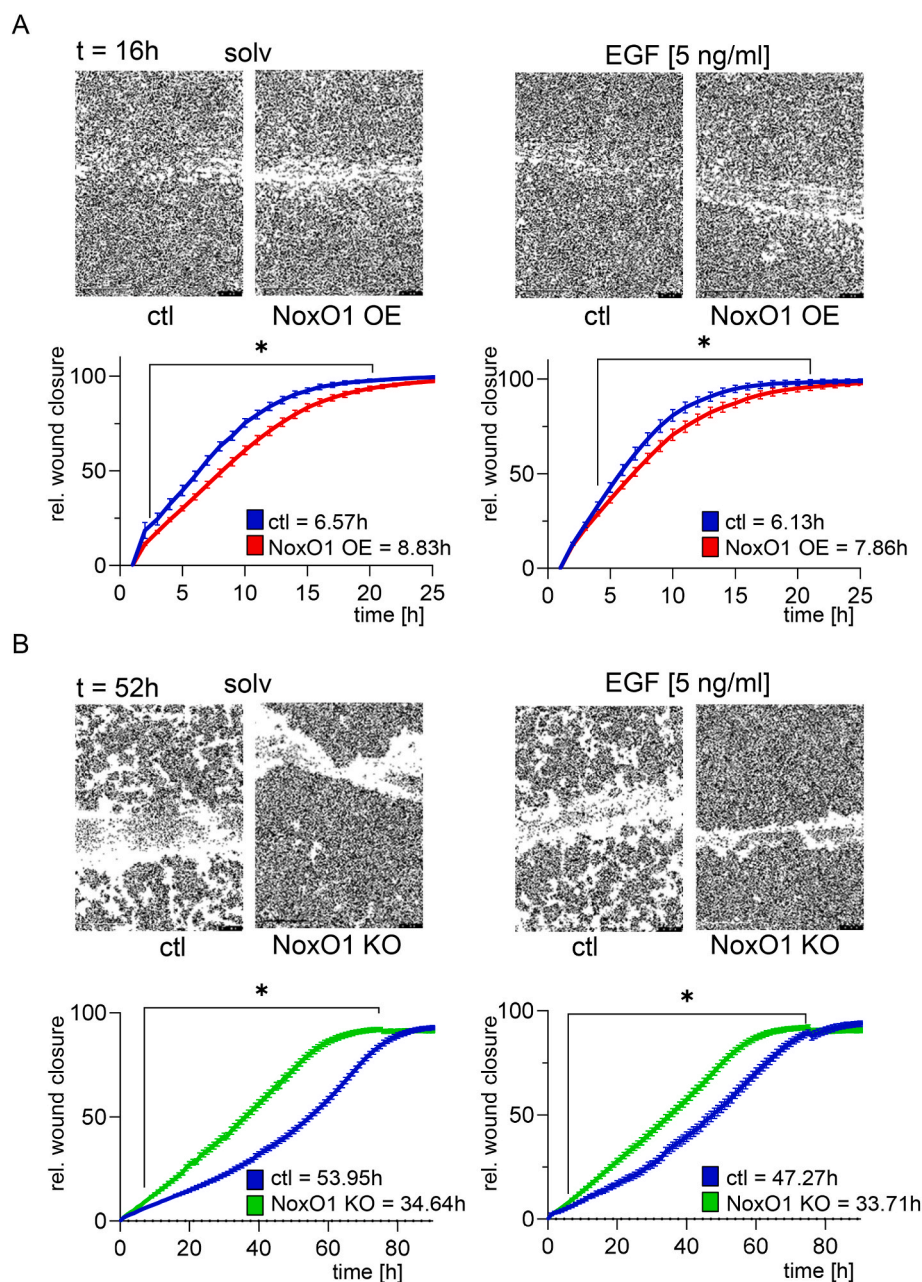 A
t = 16h solv EGF [5 ng/ml]
ctl NoxO1 OE ctl NoxO1 OE
* *
100 100
50 50
0 0
rel. wound closure rel. wound closure
ctl = 6.57h ctl = 6.13h
NoxO1 OE = 8.83h NoxO1 OE = 7.86h
0 5 10 15 20 25 0 5 10 15 20 25
time [h] time [h]
B
t = 52h solv EGF [5 ng/ml]
ctl NoxO1 KO ctl NoxO1 KO
* *
100 100
50 50
0 0
rel. wound closure rel. wound closure
ctl = 53.95h ctl = 47.27h
NoxO1 KO = 34.64h NoxO1 KO = 33.71h
0 20 40 60 80 0 20 40 60 80
time [h] time [h]